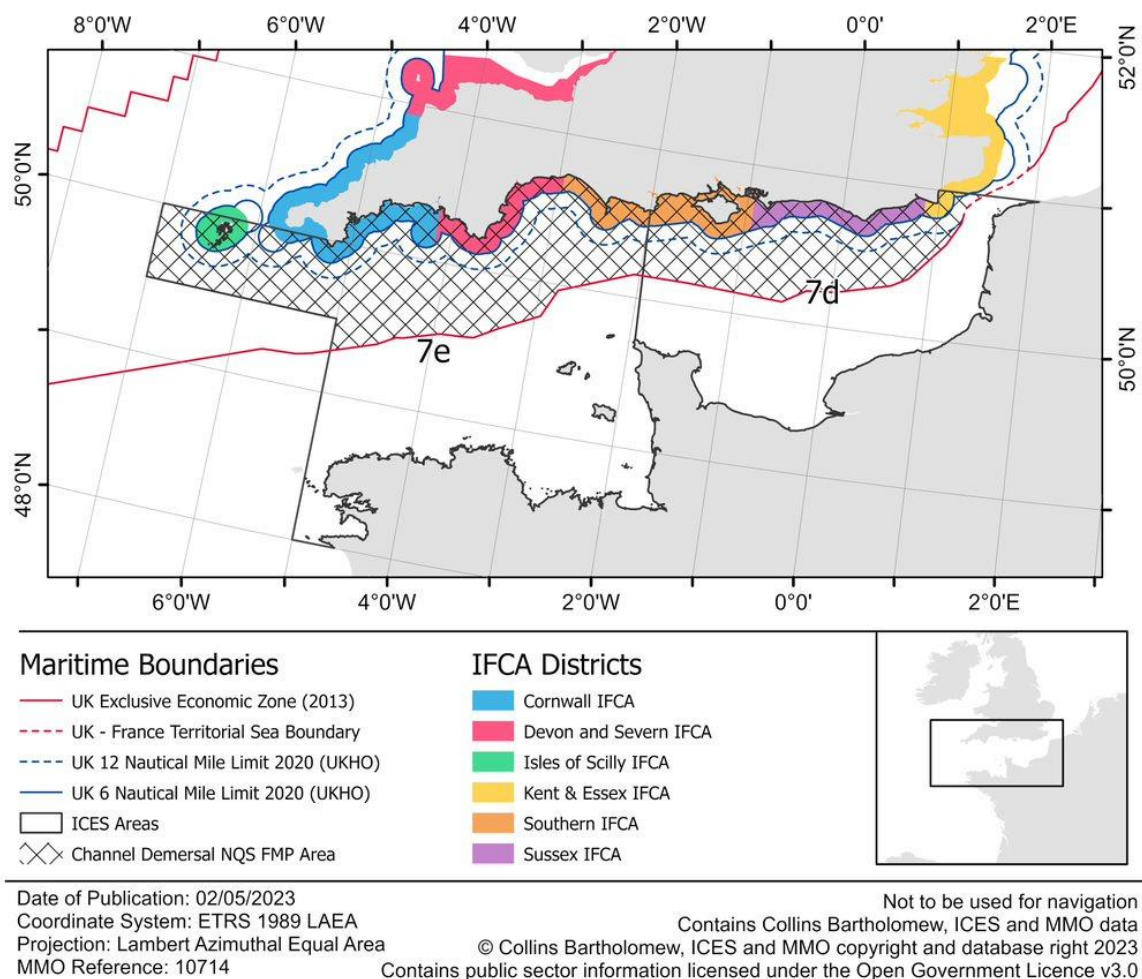 8°0'W 6°0'W 4°0'W 2°0'W 0°0' 2°0'E
52°0'N
50°0'N
7d
7e
50°0'N
48°0'N
6°0'W 4°0'W 2°0'W 0°0' 2°0'E
Maritime Boundaries
UK Exclusive Economic Zone (2013)
UK - France Territorial Sea Boundary
UK 12 Nautical Mile Limit 2020 (UKHO)
UK 6 Nautical Mile Limit 2020 (UKHO)
ICES Areas
Channel Demersal NQS FMP Area
IFCA Districts
Cornwall IFCA
Devon and Severn IFCA
Isles of Scilly IFCA
Kent & Essex IFCA
Southern IFCA
Sussex IFCA
Date of Publication: 02/05/2023
Coordinate System: ETRS 1989 LAEA
Projection: Lambert Azimuthal Equal Area
MMO Reference: 10714
Not to be used for navigation
Contains Collins Bartholomew, ICES and MMO data
© Collins Bartholomew, ICES and MMO copyright and database right 2023
Contains public sector information licensed under the Open Government Licence v3.0